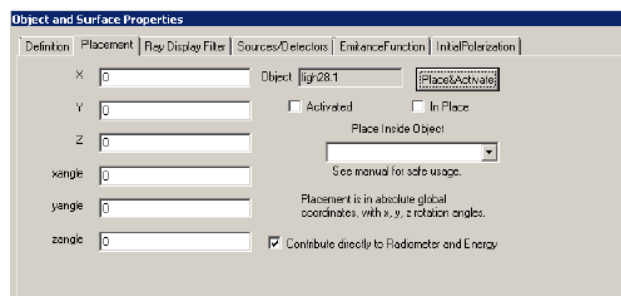 Object and Surface Properties
Definition Placement Ray Display Filter Sources/Detectors EmittanceFunction InitialPolarization
X 0 Object ligh28.1 Place&Activate
Y 0 Activated In Place
Place Inside Object
Z 0
See manual for safe usage.
xangle 0
yangle 0 Placement is in absolute global
coordinates, with x, y, z rotation angles.
zangle 0 Contribute directly to Radiometer and Energy